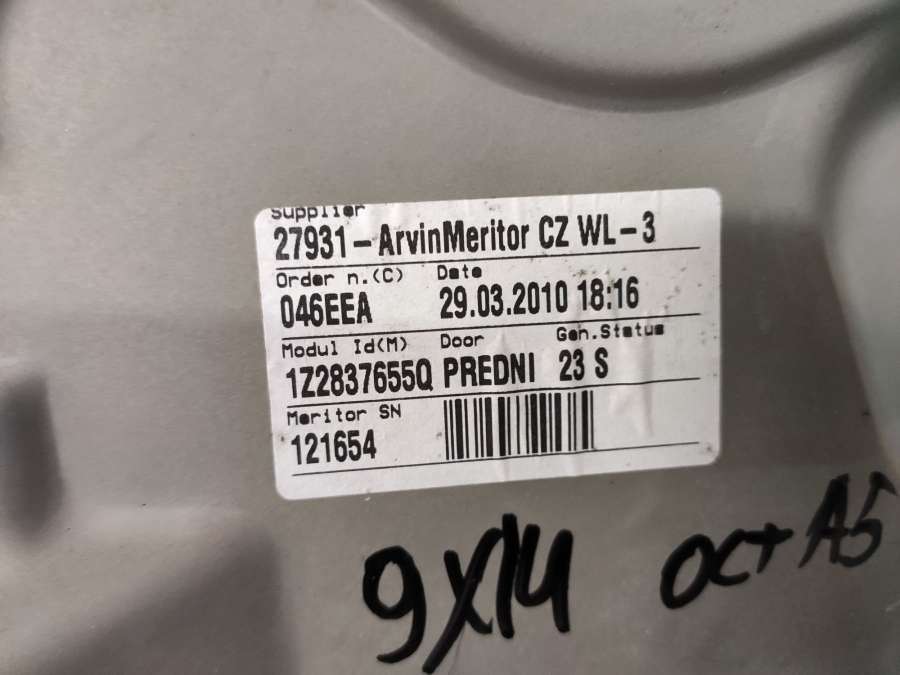 Supplier
27931-ArvinMeritor CZ WL-3
Order n.(C) Date
046EEA 29.03.2010 18:16
Modul Id(M) Door Gen.Status
1Z2837655Q PREDNI 23 S
Meritor SN
121654
9x14 oct A5